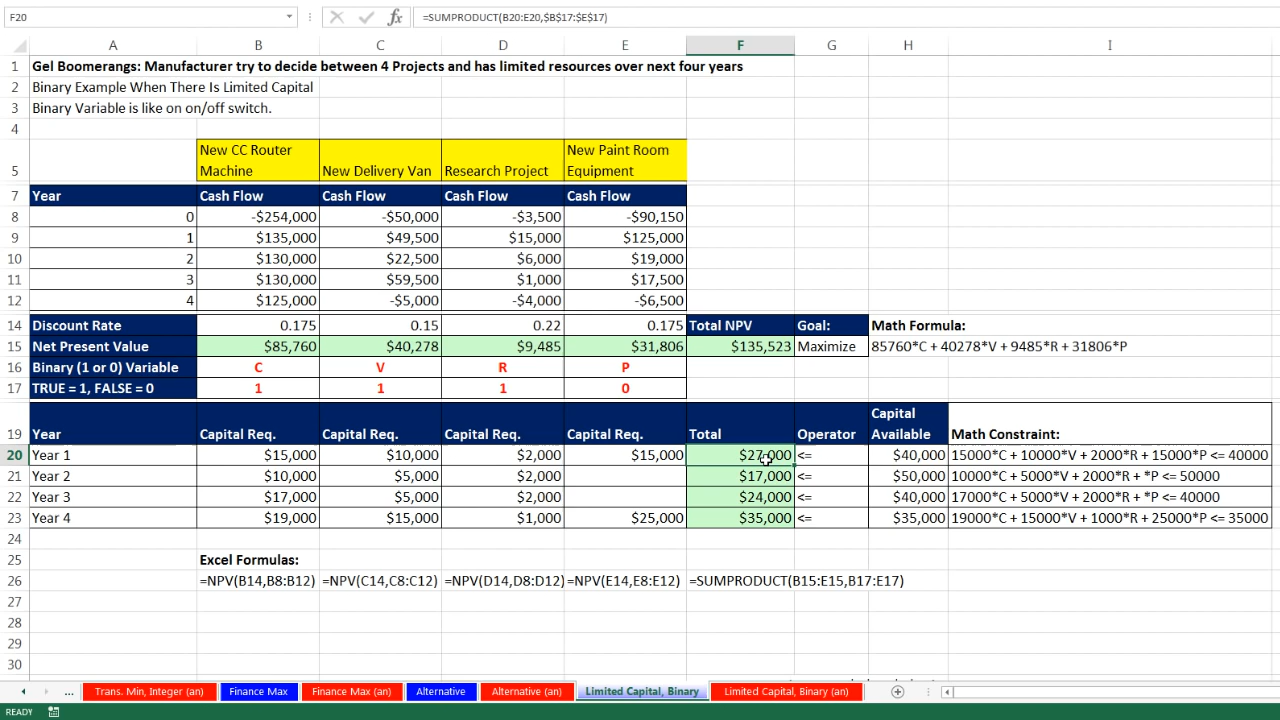 F20 =SUMPRODUCT(B20:E20,$B$17:$E$17)
A B C D E F G H I
1 Gel Boomerangs: Manufacturer try to decide between 4 Projects and has limited resources over next four years
2 Binary Example When There Is Limited Capital
3 Binary Variable is like on on/off switch.
4
New CC Router New Paint Room
5 Machine New Delivery Van Research Project Equipment
7 Year Cash Flow Cash Flow Cash Flow Cash Flow
8 0 -$254,000 -$50,000 -$3,500 -$90,150
9 1 $135,000 $49,500 $15,000 $125,000
10 2 $130,000 $22,500 $6,000 $19,000
11 3 $130,000 $59,500 $1,000 $17,500
12 4 $125,000 -$5,000 -$4,000 -$6,500
14 Discount Rate 0.175 0.15 0.22 0.175 Total NPV Goal: Math Formula:
15 Net Present Value $85,760 $40,278 $9,485 $31,806 $135,523 Maximize 85760*C + 40278*V + 9485*R + 31806*P
16 Binary (1 or 0) Variable C V R P
17 TRUE = 1, FALSE = 0 1 1 1 0
Capital
19 Year Capital Req. Capital Req. Capital Req. Capital Req. Total Operator Available Math Constraint:
20 Year 1 $15,000 $10,000 $2,000 $15,000 $27,000 <= $40,000 15000*C + 10000*V + 2000*R + 15000*P <= 40000
21 Year 2 $10,000 $5,000 $2,000 $17,000 <= $50,000 10000*C + 5000*V + 2000*R + *P <= 50000
22 Year 3 $17,000 $5,000 $2,000 $24,000 <= $40,000 17000*C + 5000*V + 2000*R + *P <= 40000
23 Year 4 $19,000 $15,000 $1,000 $25,000 $35,000 <= $35,000 19000*C + 15000*V + 1000*R + 25000*P <= 35000
24
25 Excel Formulas:
26 =NPV(B14,B8:B12) =NPV(C14,C8:C12) =NPV(D14,D8:D12) =NPV(E14,E8:E12) =SUMPRODUCT(B15:E15,B17:E17)
27
28
29
30
... Trans. Min, Integer (an) Finance Max Finance Max (an) Alternative Alternative (an) Limited Capital, Binary Limited Capital, Binary (an)
READY